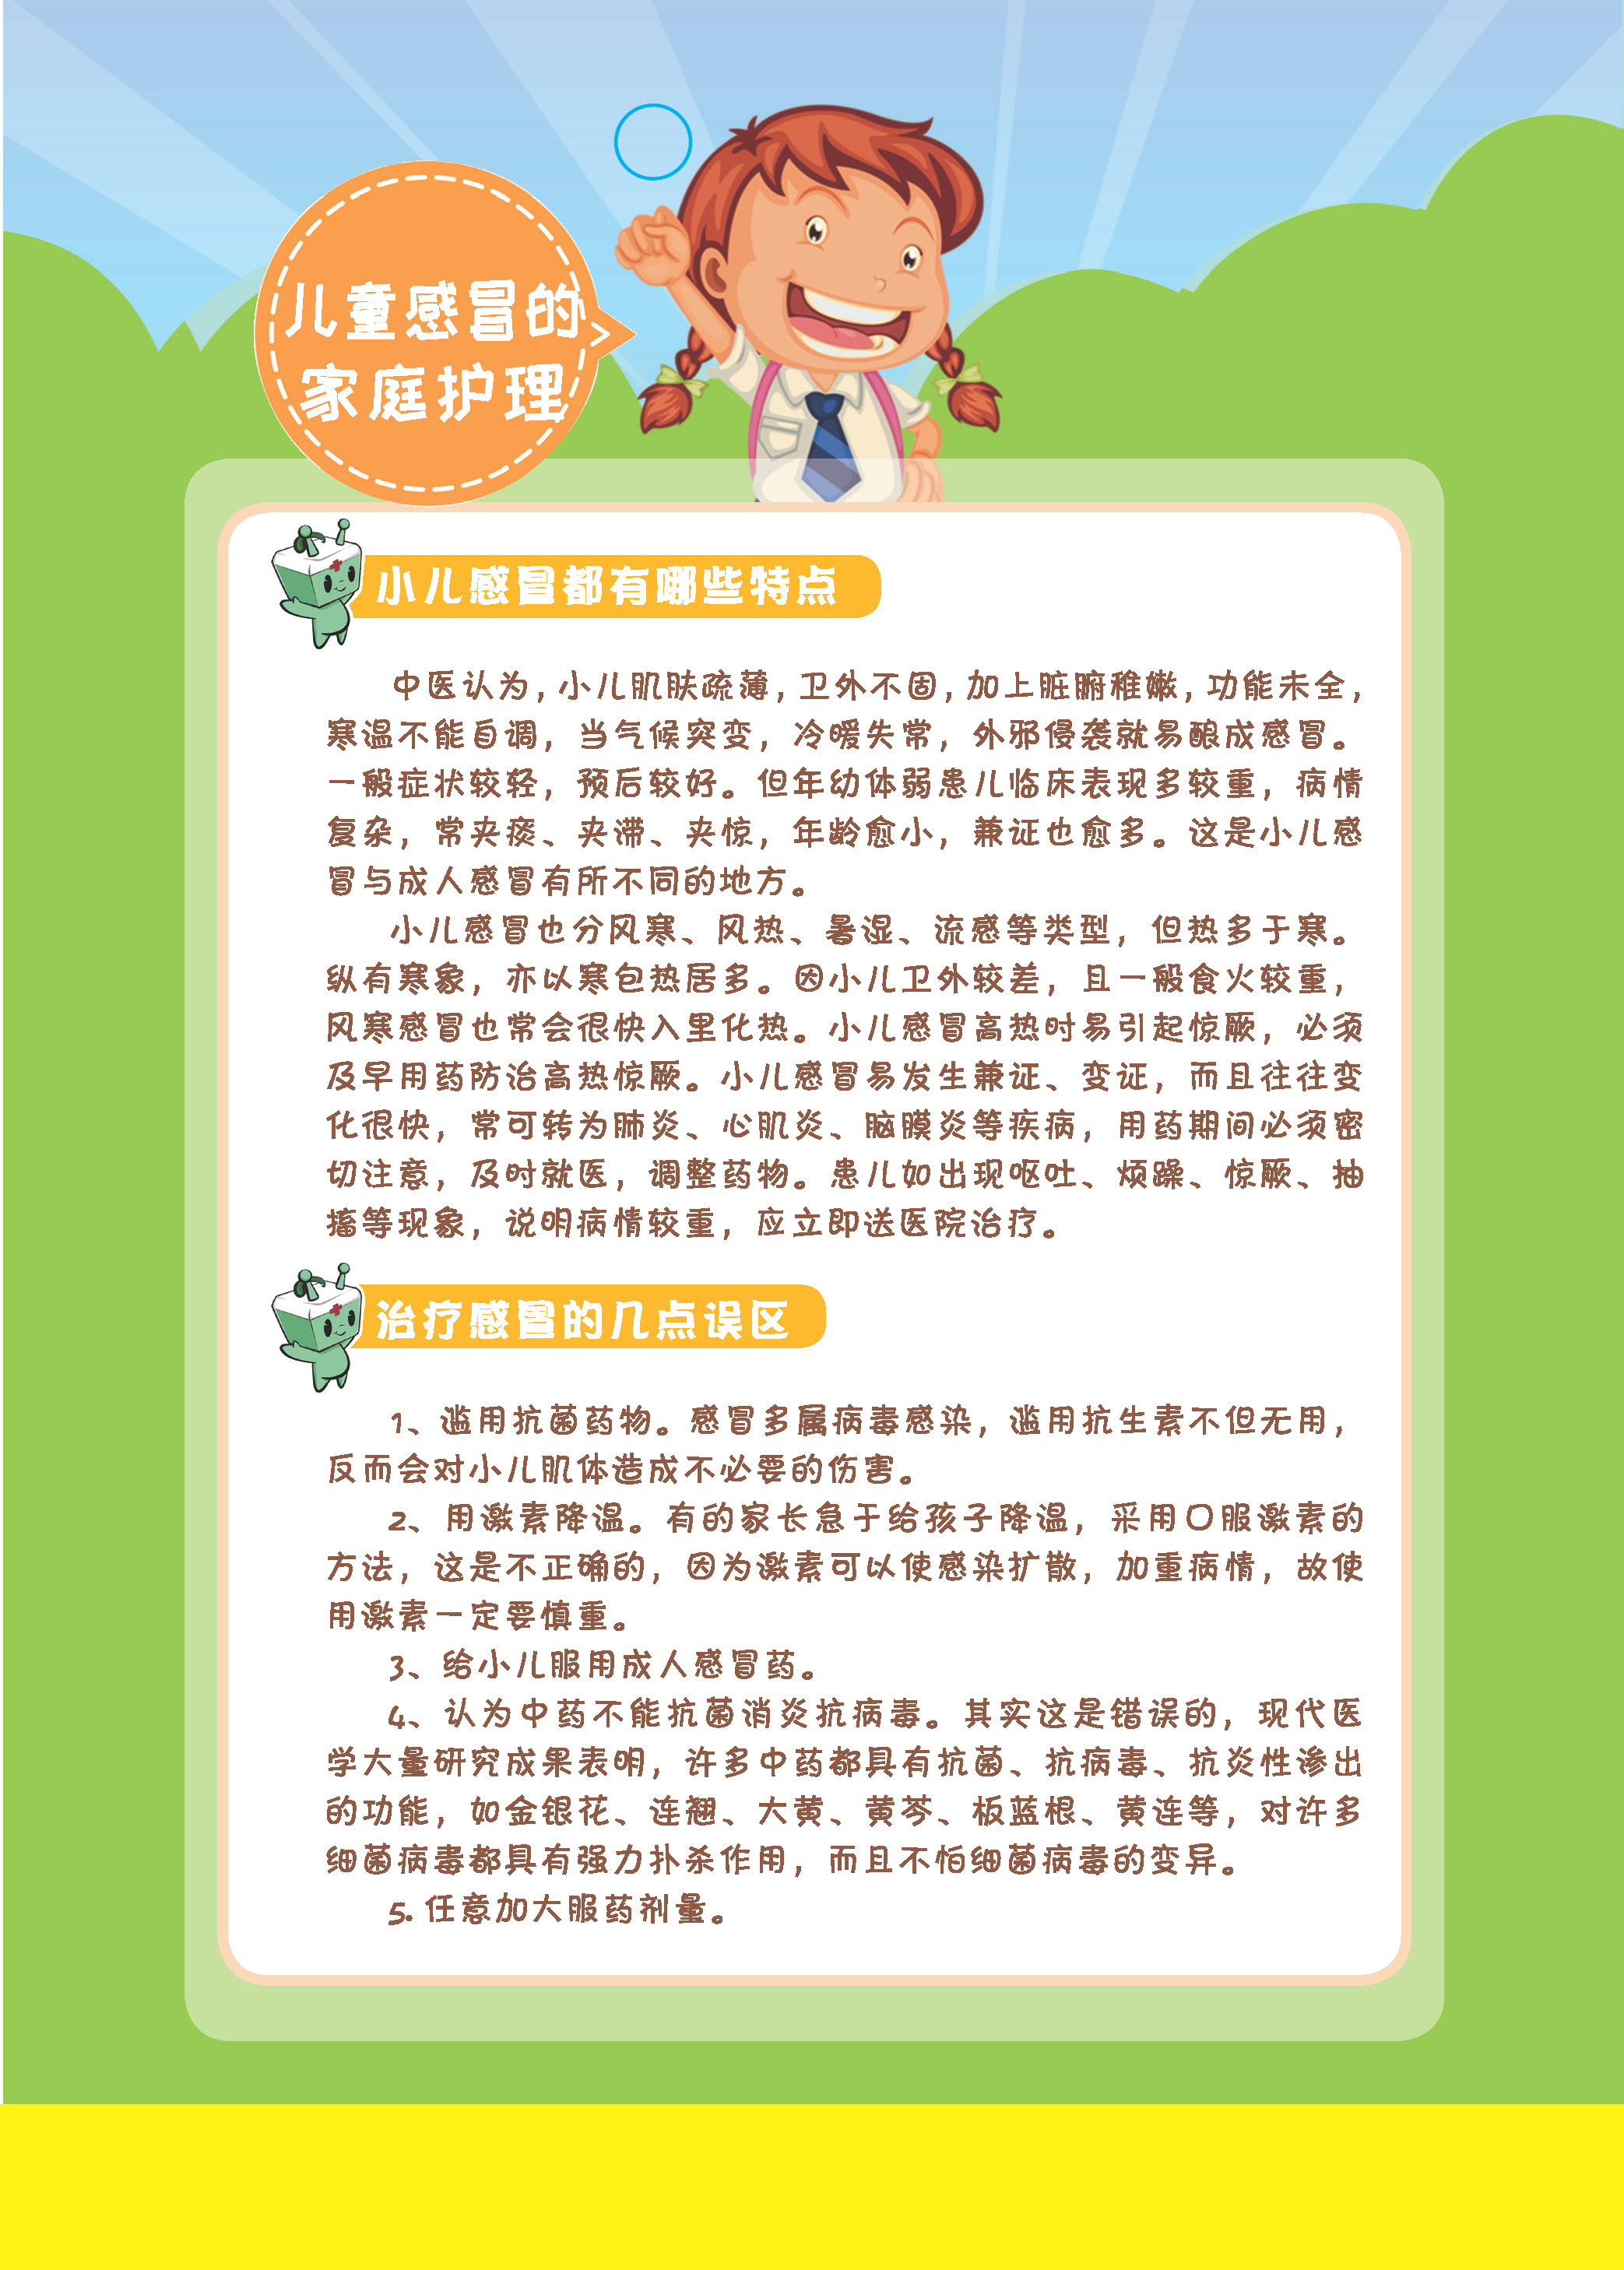 儿童感冒的
家庭护理
小儿感冒都有哪些特点
中医认为,小儿肌肤疏薄,卫外不固,加上脏腑稚嫩,功能未全,
寒温不能自调，当气候突变，冷暖失常，外邪侵袭就易酿成感冒。
一般症状较轻，预后较好。但年幼体弱患儿临床表现多较重，病情
复杂，常夹痰、夹滞、夹惊，年龄愈小，兼证也愈多。这是小儿感
冒与成人感冒有所不同的地方。
小儿感冒也分风寒、风热、暑湿、流感等类型，但热多于寒。
纵有寒象，亦以寒包热居多。因小儿卫外较差，且一般食火较重，
风寒感冒也常会很快入里化热。小儿感冒高热时易引起惊厥，必须
及早用药防治高热惊厥。小儿感冒易发生兼证、变证，而且往往变
化很快，常可转为肺炎、心肌炎、脑膜炎等疾病，用药期间必须密
切注意，及时就医，调整药物。患儿如出现呕吐、烦躁、惊厥、抽
搐等现象，说明病情较重，应立即送医院治疗。
治疗感冒的几点误区
1、滥用抗菌药物。感冒多属病毒感染，滥用抗生素不但无用，
反而会对小儿肌体造成不必要的伤害。
2、用激素降温。有的家长急于给孩子降温，采用口服激素的
方法，这是不正确的，因为激素可以使感染扩散，加重病情，故使
用激素一定要慎重。
3、给小儿服用成人感冒药。
4、认为中药不能抗菌消炎抗病毒。其实这是错误的，现代医
学大量研究成果表明，许多中药都具有抗菌、抗病毒、抗炎性渗出
的功能，如金银花、连翘、大黄、黄芩、板蓝根、黄连等，对许多
细菌病毒都具有强力扑杀作用，而且不怕细菌病毒的变异。
5. 任意加大服药剂量。